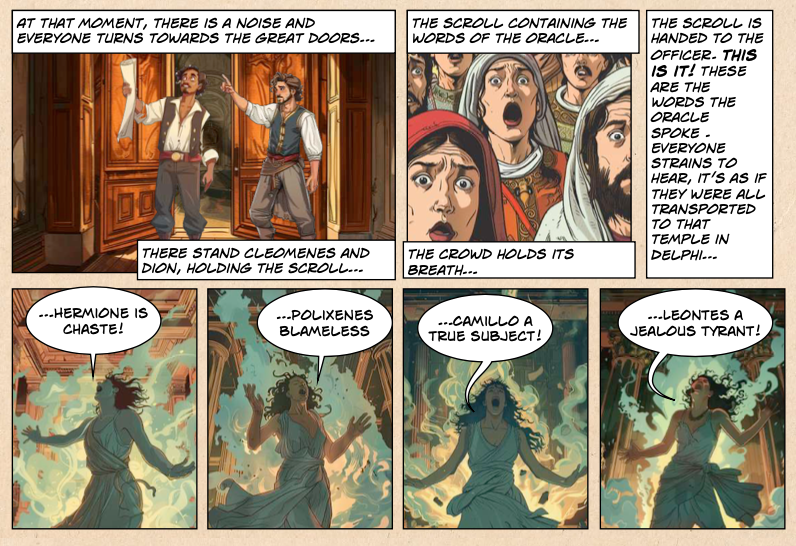 AT THAT MOMENT, THERE IS A NOISE AND
EVERYONE TURNS TOWARDS THE GREAT DOORS...
THERE STAND CLEOMENES AND
DION, HOLDING THE SCROLL...
THE SCROLL CONTAINING THE
WORDS OF THE ORACLE...
THE CROWD HOLDS ITS
BREATH...
THE SCROLL IS
HANDED TO THE
OFFICER. THIS
IS IT! THESE
ARE THE
WORDS THE
ORACLE
SPOKE -
EVERYONE
STRAINS TO
HEAR, IT'S AS IF
THEY WERE ALL
TRANSPORTED
TO THAT
TEMPLE IN
DELPHI...
...HERMIONE IS
CHASTE!
...POLIXENES
BLAMELESS
...CAMILLO A
TRUE SUBJECT!
...LEONTES A
JEALOUS TYRANT!